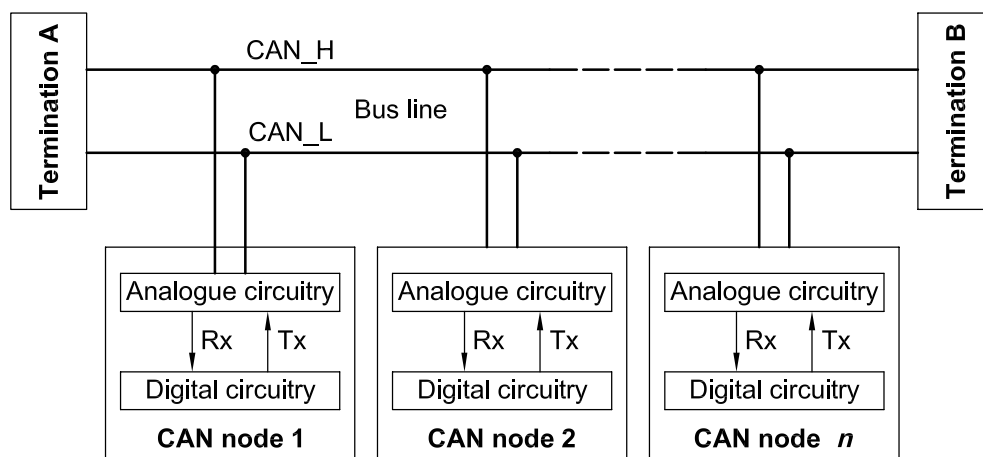 Termination A
CAN_H
Bus line
CAN_L
Termination B
Analogue circuitry
Rx
Tx
Digital circuitry
CAN node 1
Analogue circuitry
Rx
Tx
Digital circuitry
CAN node 2
Analogue circuitry
Rx
Tx
Digital circuitry
CAN node n